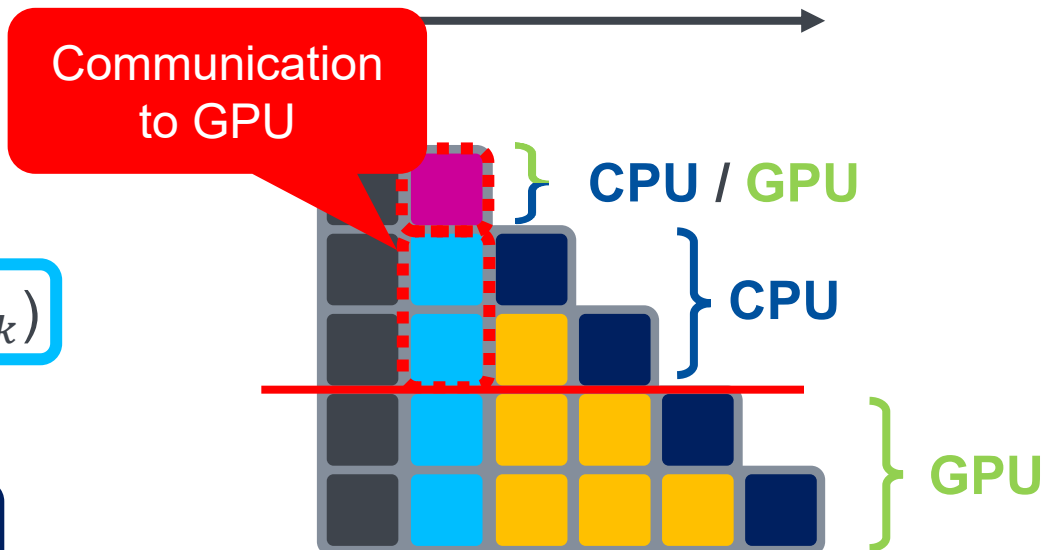 Communication
to GPU
CPU / GPU
CPU
k)
GPU